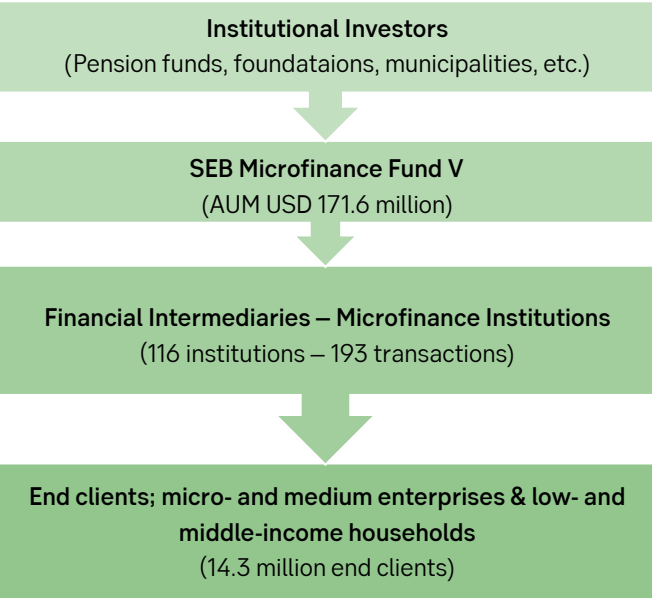 Institutional Investors
(Pension funds, foundataions, municipalities, etc.)
SEB Microfinance Fund V
(AUM USD 171.6 million)
Financial Intermediaries – Microfinance Institutions
(116 institutions – 193 transactions)
End clients; micro- and medium enterprises & low- and
middle-income households
(14.3 million end clients)